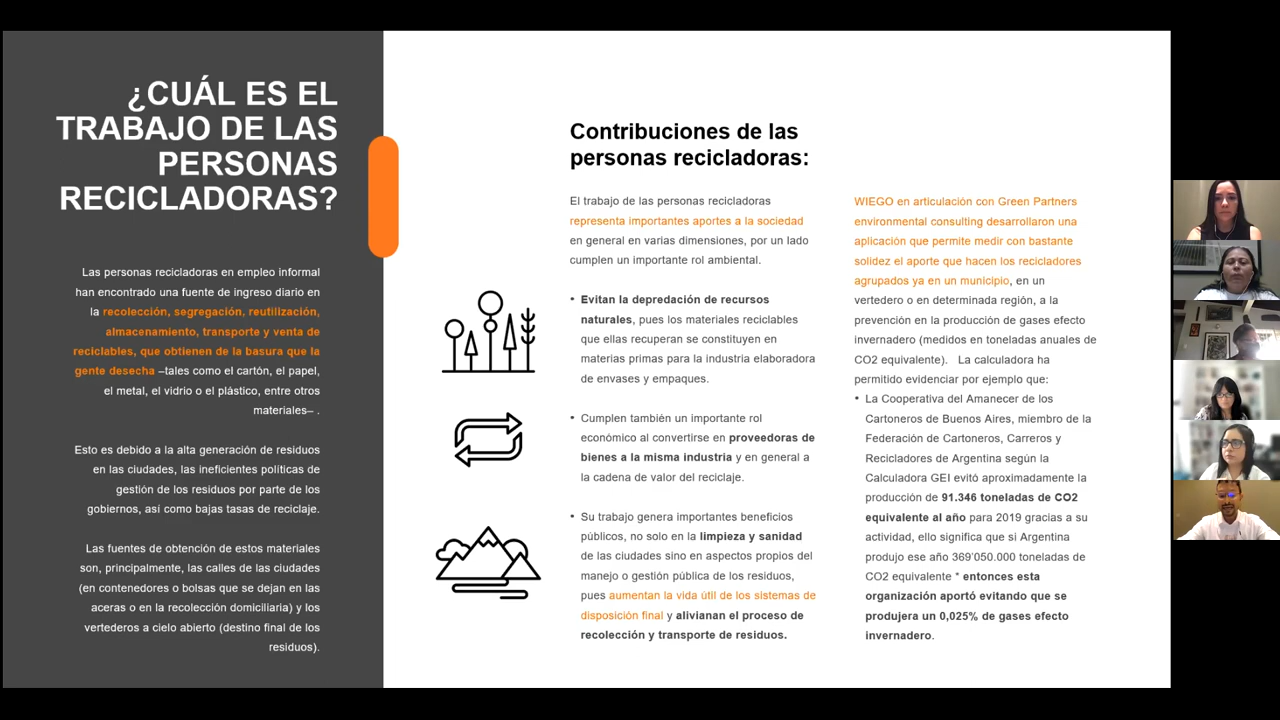 ¿CUÁL ES EL
TRABAJO DE LAS
PERSONAS
RECICLADORAS?
Las personas recicladoras en empleo informal
han encontrado una fuente de ingreso diario en
la recolección, segregación, reutilización,
almacenamiento, transporte y venta de
reciclables, que obtienen de la basura que la
gente desecha –tales como el cartón, el papel,
el metal, el vidrio o el plástico, entre otros
materiales– .
Esto es debido a la alta generación de residuos
en las ciudades, las ineficientes políticas de
gestión de los residuos por parte de los
gobiernos, así como bajas tasas de reciclaje.
Las fuentes de obtención de estos materiales
son, principalmente, las calles de las ciudades
(en contenedores o bolsas que se dejan en las
aceras o en la recolección domiciliaria) y los
vertederos a cielo abierto (destino final de los
residuos).
Contribuciones de las
personas recicladoras:
El trabajo de las personas recicladoras
representa importantes aportes a la sociedad
en general en varias dimensiones, por un lado
cumplen un importante rol ambiental.
• Evitan la depredación de recursos
naturales, pues los materiales reciclables
que ellas recuperan se constituyen en
materias primas para la industria elaboradora
de envases y empaques.
• Cumplen también un importante rol
económico al convertirse en proveedoras de
bienes a la misma industria y en general a
la cadena de valor del reciclaje.
• Su trabajo genera importantes beneficios
públicos, no solo en la limpieza y sanidad
de las ciudades sino en aspectos propios del
manejo o gestión pública de los residuos,
pues aumentan la vida útil de los sistemas de
disposición final y alivianan el proceso de
recolección y transporte de residuos.
WIEGO en articulación con Green Partners
environmental consulting desarrollaron una
aplicación que permite medir con bastante
solidez el aporte que hacen los recicladores
agrupados ya en un municipio, en un
vertedero o en determinada región, a la
prevención en la producción de gases efecto
invernadero (medidos en toneladas anuales de
CO2 equivalente). La calculadora ha
permitido evidenciar por ejemplo que:
• La Cooperativa del Amanecer de los
Cartoneros de Buenos Aires, miembro de la
Federación de Cartoneros, Carreros y
Recicladores de Argentina según la
Calculadora GEI evitó aproximadamente la
producción de 91.346 toneladas de CO2
equivalente al año para 2019 gracias a su
actividad, ello significa que si Argentina
produjo ese año 369'050.000 toneladas de
CO2 equivalente * entonces esta
organización aportó evitando que se
produjera un 0,025% de gases efecto
invernadero.